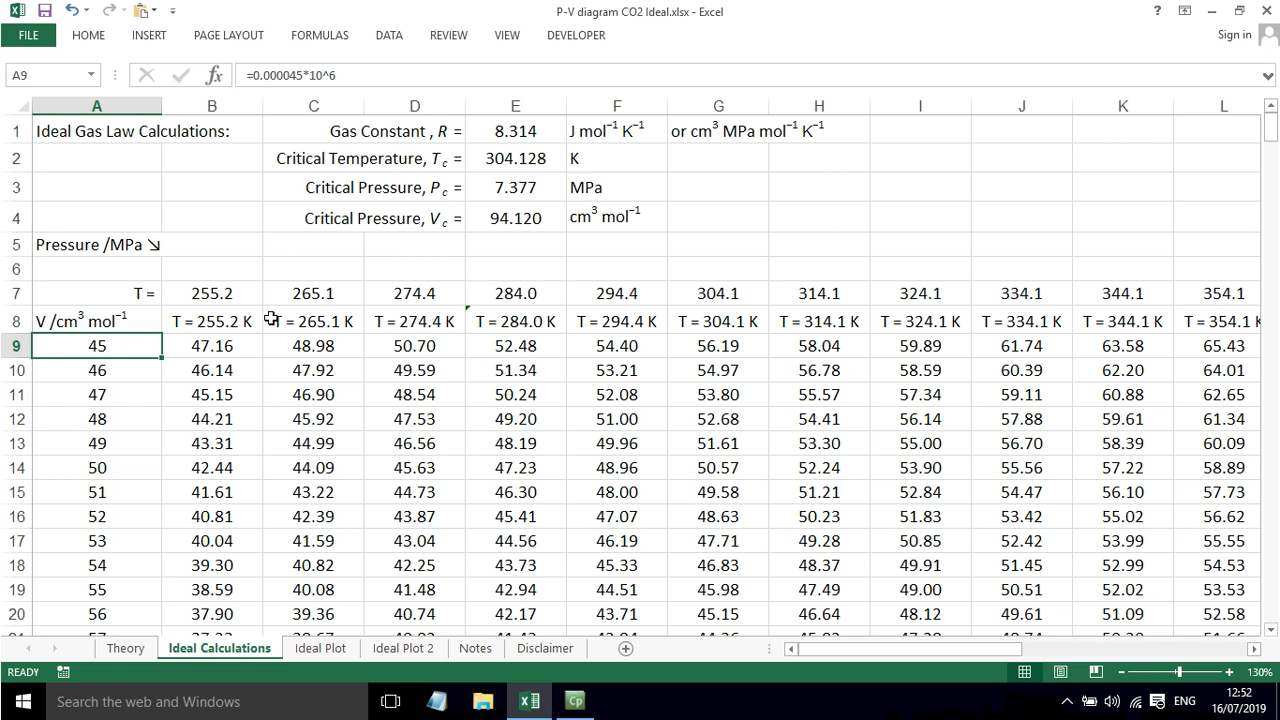 P-V diagram CO2 Ideal.xlsx - Excel
FILE HOME INSERT PAGE LAYOUT FORMULAS DATA REVIEW VIEW DEVELOPER Sign in
A9 fx =0.000045*10^6
A B C D E F G H I J K L
1 Ideal Gas Law Calculations: Gas Constant , R = 8.314 J mol⁻¹ K⁻¹ or cm³ MPa mol⁻¹ K⁻¹
2 Critical Temperature, Tc = 304.128 K
3 Critical Pressure, Pc = 7.377 MPa
4 Critical Pressure, Vc = 94.120 cm³ mol⁻¹
5 Pressure /MPa ↘
6
7 T = 255.2 265.1 274.4 284.0 294.4 304.1 314.1 324.1 334.1 344.1 354.1
8 V /cm³ mol⁻¹ T = 255.2 K T = 265.1 K T = 274.4 K T = 284.0 K T = 294.4 K T = 304.1 K T = 314.1 K T = 324.1 K T = 334.1 K T = 344.1 K T = 354.1 K
9 45 47.16 48.98 50.70 52.48 54.40 56.19 58.04 59.89 61.74 63.58 65.43
10 46 46.14 47.92 49.59 51.34 53.21 54.97 56.78 58.59 60.39 62.20 64.01
11 47 45.15 46.90 48.54 50.24 52.08 53.80 55.57 57.34 59.11 60.88 62.65
12 48 44.21 45.92 47.53 49.20 51.00 52.68 54.41 56.14 57.88 59.61 61.34
13 49 43.31 44.99 46.56 48.19 49.96 51.61 53.30 55.00 56.70 58.39 60.09
14 50 42.44 44.09 45.63 47.23 48.96 50.57 52.24 53.90 55.56 57.22 58.89
15 51 41.61 43.22 44.73 46.30 48.00 49.58 51.21 52.84 54.47 56.10 57.73
16 52 40.81 42.39 43.87 45.41 47.07 48.63 50.23 51.83 53.42 55.02 56.62
17 53 40.04 41.59 43.04 44.56 46.19 47.71 49.28 50.85 52.42 53.99 55.55
18 54 39.30 40.82 42.25 43.73 45.33 46.83 48.37 49.91 51.45 52.99 54.53
19 55 38.59 40.08 41.48 42.94 44.51 45.98 47.49 49.00 50.51 52.02 53.53
20 56 37.90 39.36 40.74 42.17 43.71 45.15 46.64 48.12 49.61 51.09 52.58
Theory Ideal Calculations Ideal Plot Ideal Plot 2 Notes Disclaimer
READY 130%
Search the web and Windows Cp ENG 12:52
16/07/2019